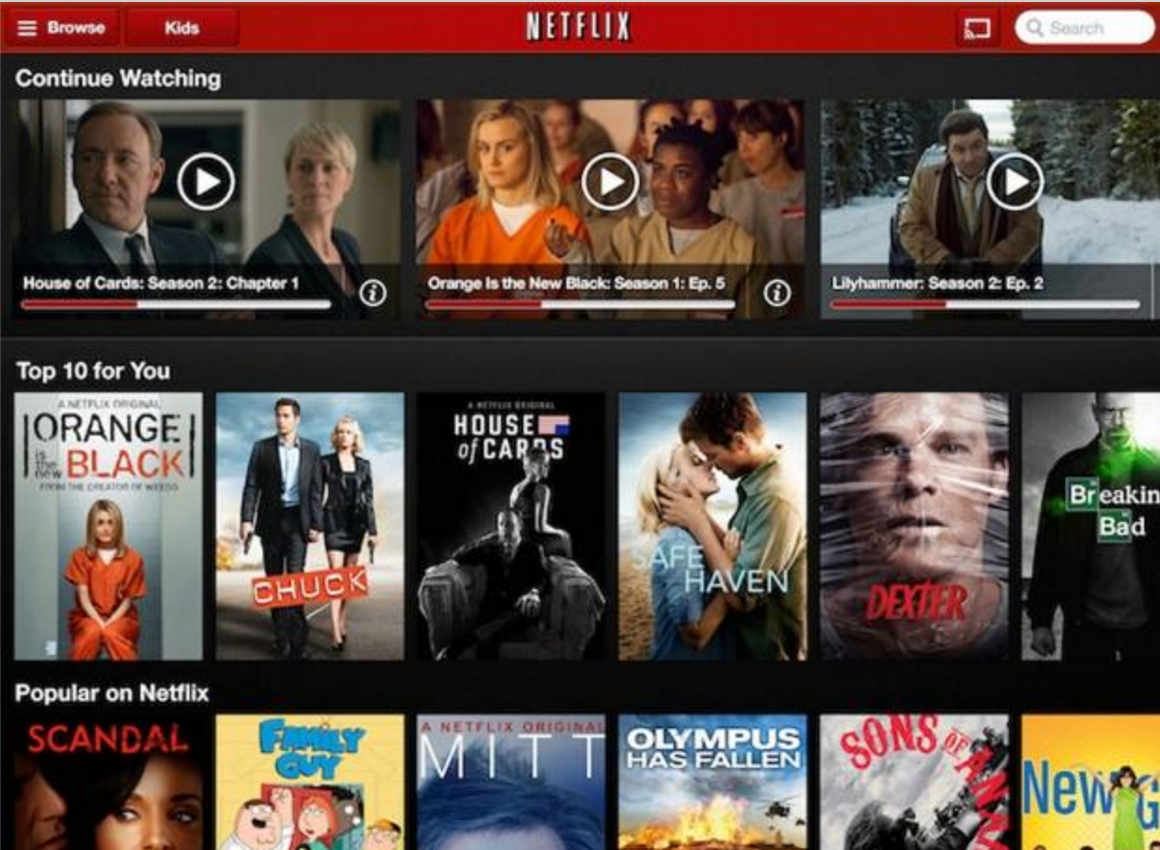 Browse
Kids
NETFLIX
Search
Continue Watching
House of Cards: Season 2: Chapter 1
Orange Is the New Black: Season 1: Ep. 5
Lilyhammer: Season 2: Ep. 2
Top 10 for You
A NETFLIX ORIGINAL
ORANGE
is the new BLACK
FROM THE CREATOR OF WEEDS
CHUCK
A NETFLIX ORIGINAL
HOUSE
of CARDS
SAFE
HAVEN
DEXTER
Breakin
Bad
Popular on Netflix
SCANDAL
FAMILY
GUY
A NETFLIX ORIGINAL
MITT
OLYMPUS
HAS FALLEN
SONS OF ANA
New G